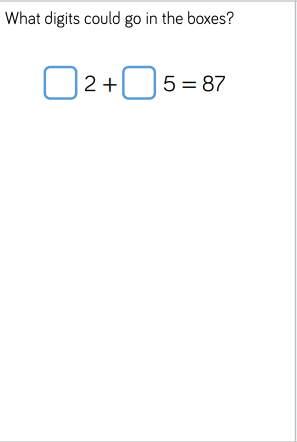 What digits could go in the boxes?
2 + 5 = 87